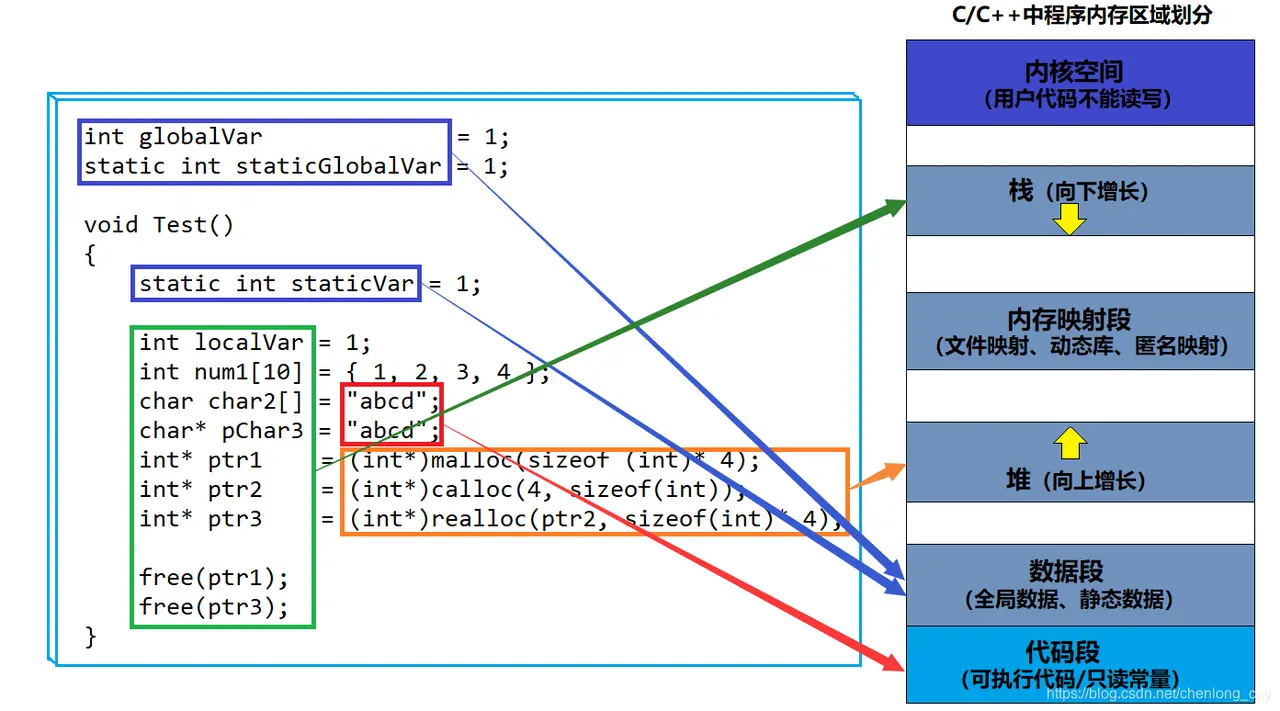 C/C++中程序内存区域划分
int globalVar = 1;
static int staticGlobalVar = 1;
void Test()
{
static int staticVar = 1;
int localVar = 1;
int num1[10] = { 1, 2, 3, 4 };
char char2[] = "abcd";
char* pChar3 = "abcd";
int* ptr1 = (int*)malloc(sizeof (int)* 4);
int* ptr2 = (int*)calloc(4, sizeof(int));
int* ptr3 = (int*)realloc(ptr2, sizeof(int)* 4);
free(ptr1);
free(ptr3);
}
内核空间
(用户代码不能读写)
栈(向下增长)
内存映射段
(文件映射、动态库、匿名映射)
堆(向上增长)
数据段
(全局数据、静态数据)
代码段
(可执行代码/只读常量)
https://blog.csdn.net/chenlong_cxy